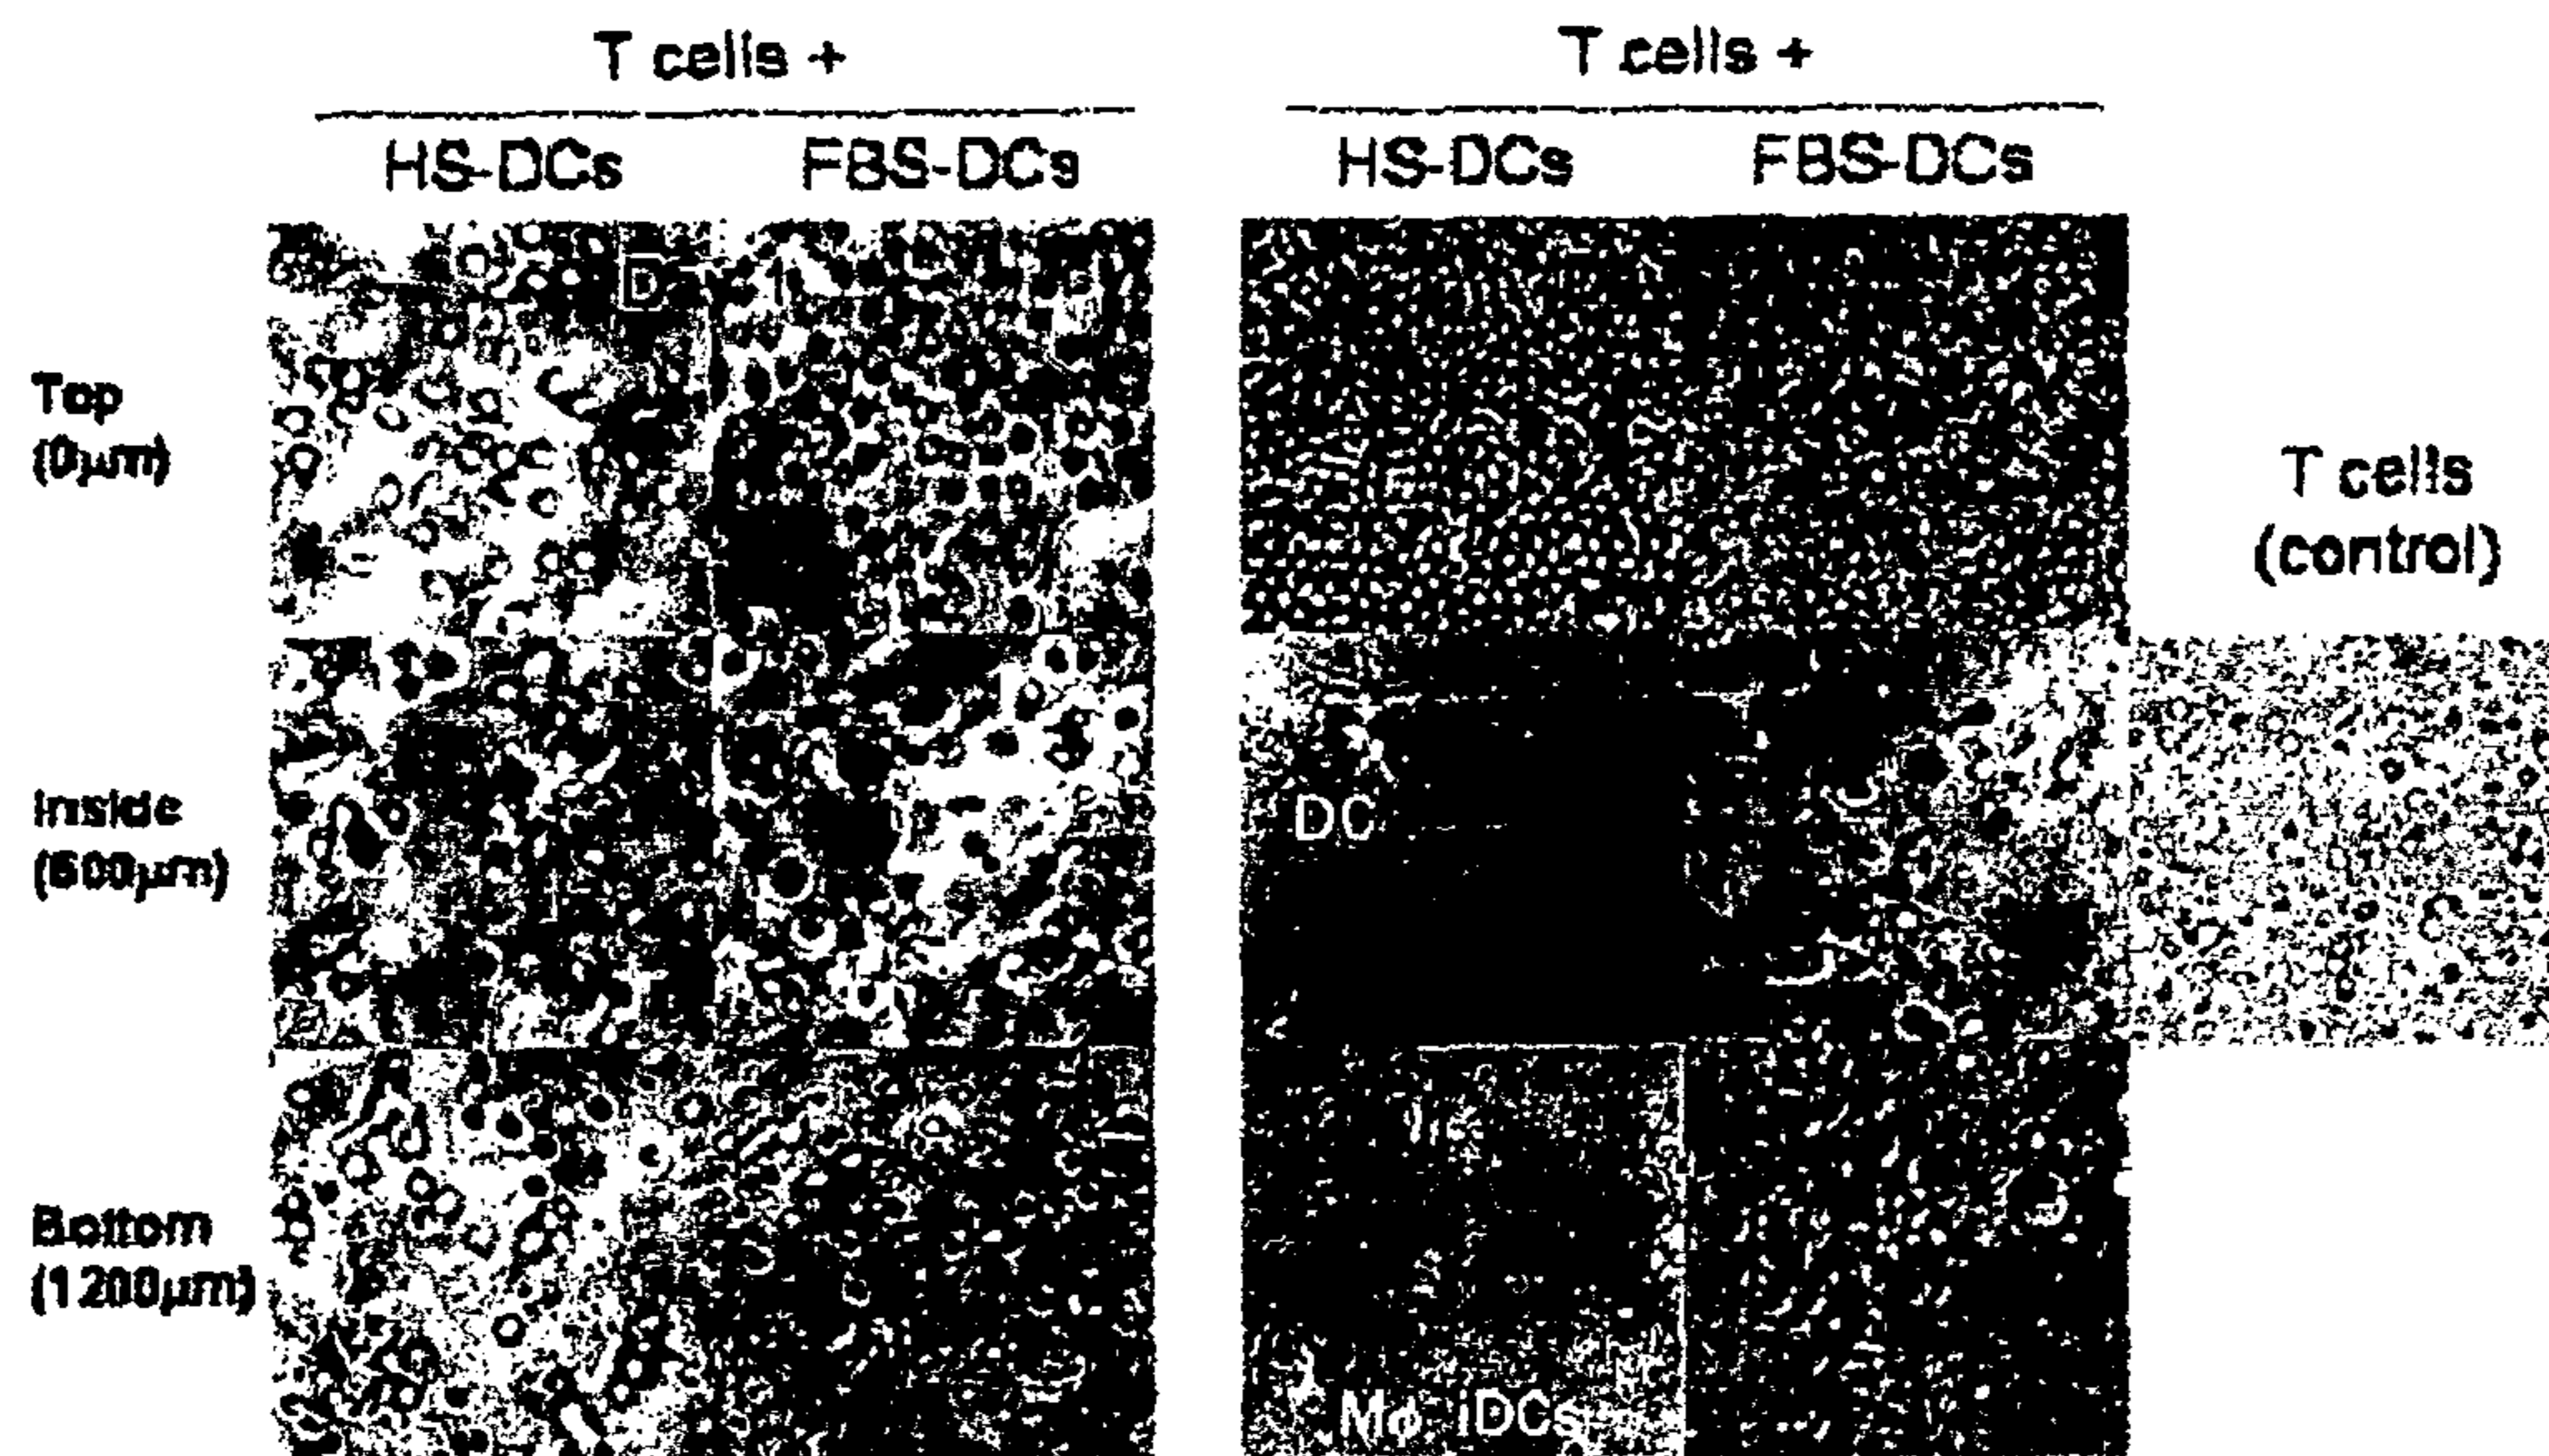 T cells +
HS-DCs
FBS-DCs
T cells +
HS-DCs
FBS-DCs
Top
(0µm)
T cells
(control)
Inside
(600µm)
DC
Bottom
(1200µm)
Mφ iDCs